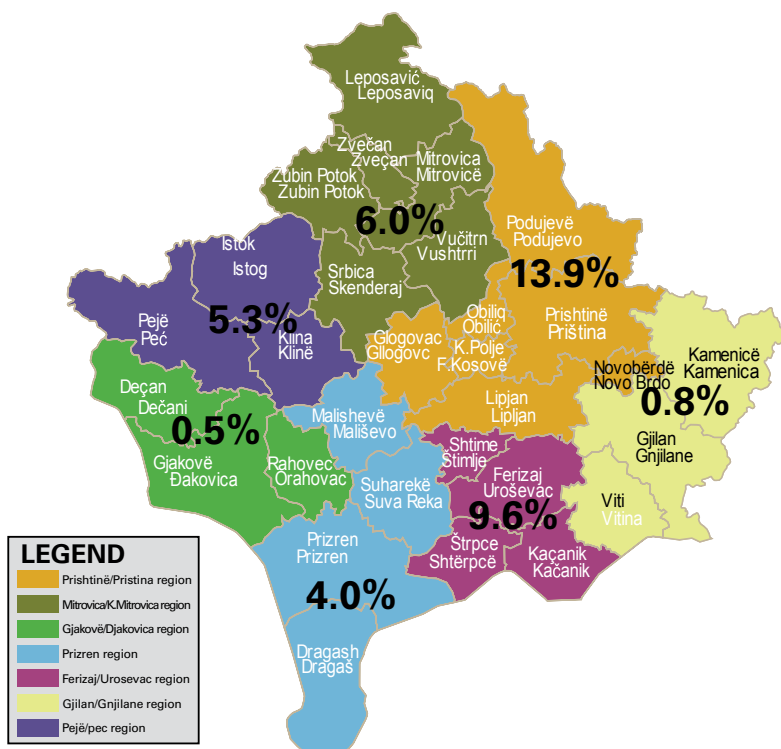 Leposavić
Leposaviq
Zvečan
Zveçan
Mitrovica
Mitrovicë
Zubin Potok
Zubin Potok
6.0%
Vučitrn
Vushtrri
Podujevë
Podujevo
13.9%
Istok
Istog
Srbica
Skenderaj
5.3%
Pejë
Peć
Klina
Klinë
Glogovac
Gllogovc
Obiliq
Obilić
K.Polje
F.Kosovë
Prishtinë
Priština
Novobërdë
Novo Brdo
Kamenicë
Kamenica
0.8%
Deçan
Dečani
0.5%
Gjakovë
Đakovica
Rahovec
Orahovac
Malishevë
Mališevo
Lipjan
Lipljan
Shtime
Štimlje
Gjilan
Gnjilane
Suharekë
Suva Reka
Ferizaj
Uroševac
9.6%
Viti
Vitina
Prizren
Prizren
4.0%
Štrpce
Shtërpcë
Kaçanik
Kačanik
Dragash
Dragaš
LEGEND
Prishtinë/Pristina region
Mitrovica/K.Mitrovica region
Gjakovë/Djakovica region
Prizren region
Ferizaj/Urosevac region
Gjilan/Gnjilane region
Pejë/pec region